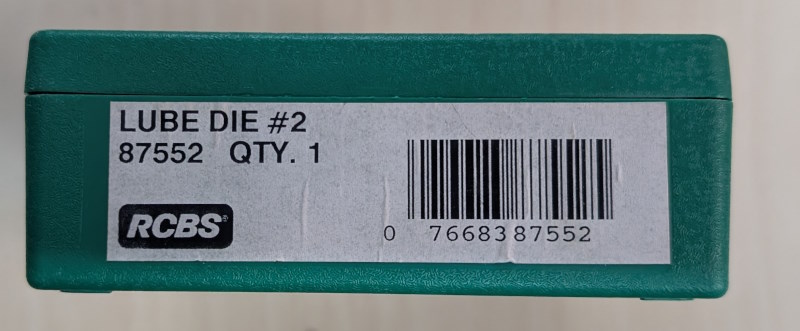 LUBE DIE #2
87552 QTY. 1
RCBS®
0 7668387552